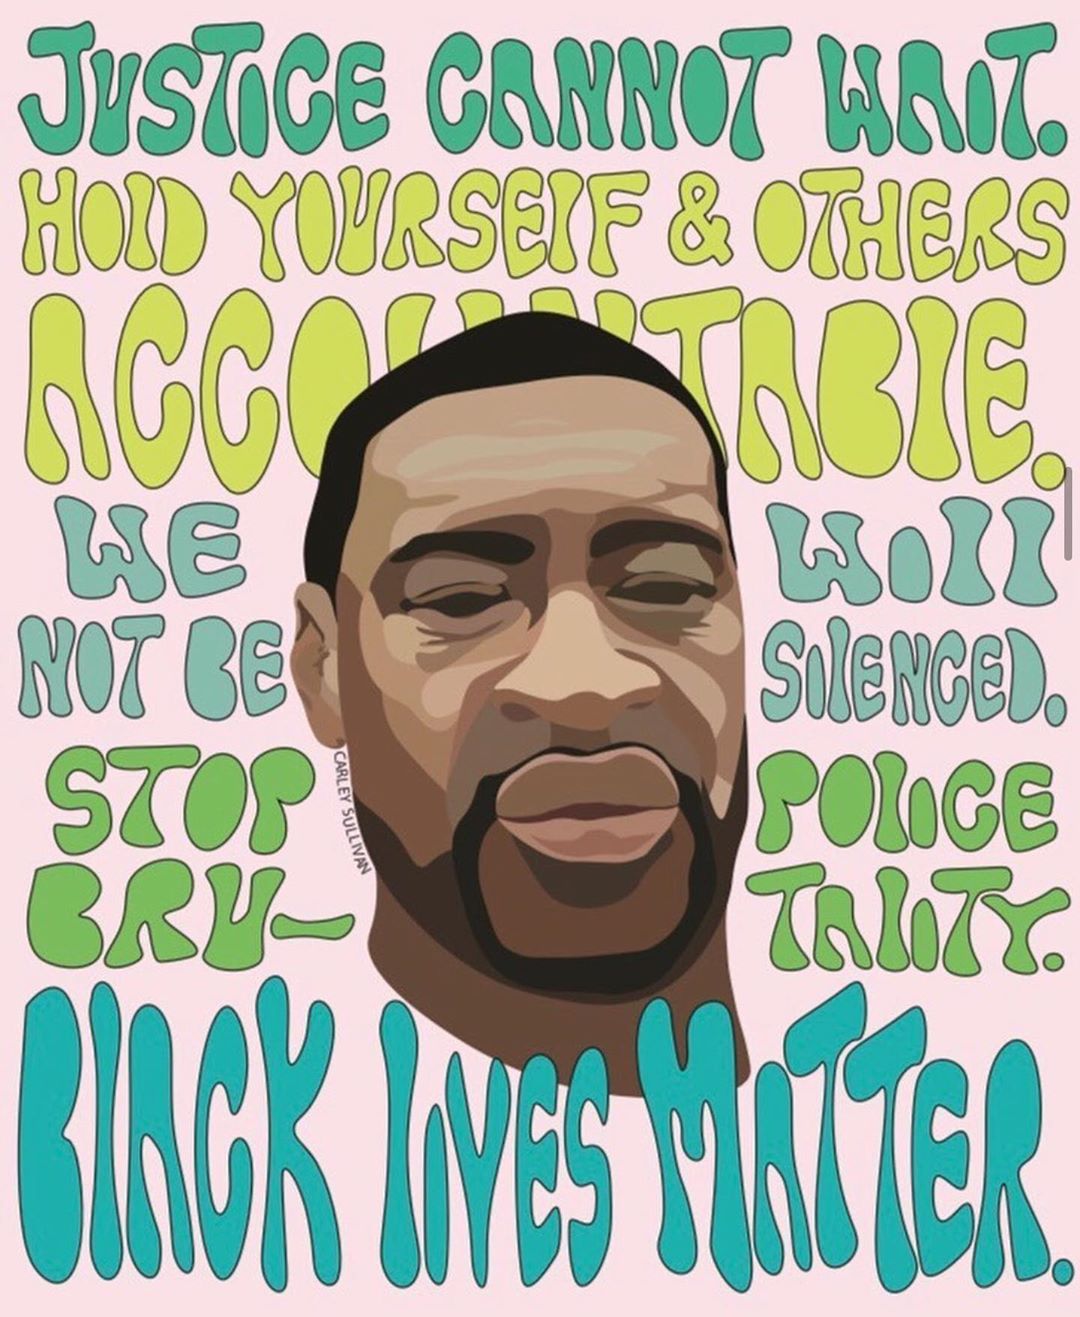 JUSTICE CANNOT WAIT.
HOLD YOURSELF & OTHERS
ACCOUNTABLE.
WE WILL
NOT BE SILENCED.
STOP POLICE
BRU- TALITY.
CARLEY SULLIVAN
BLACK LIVES MATTER.